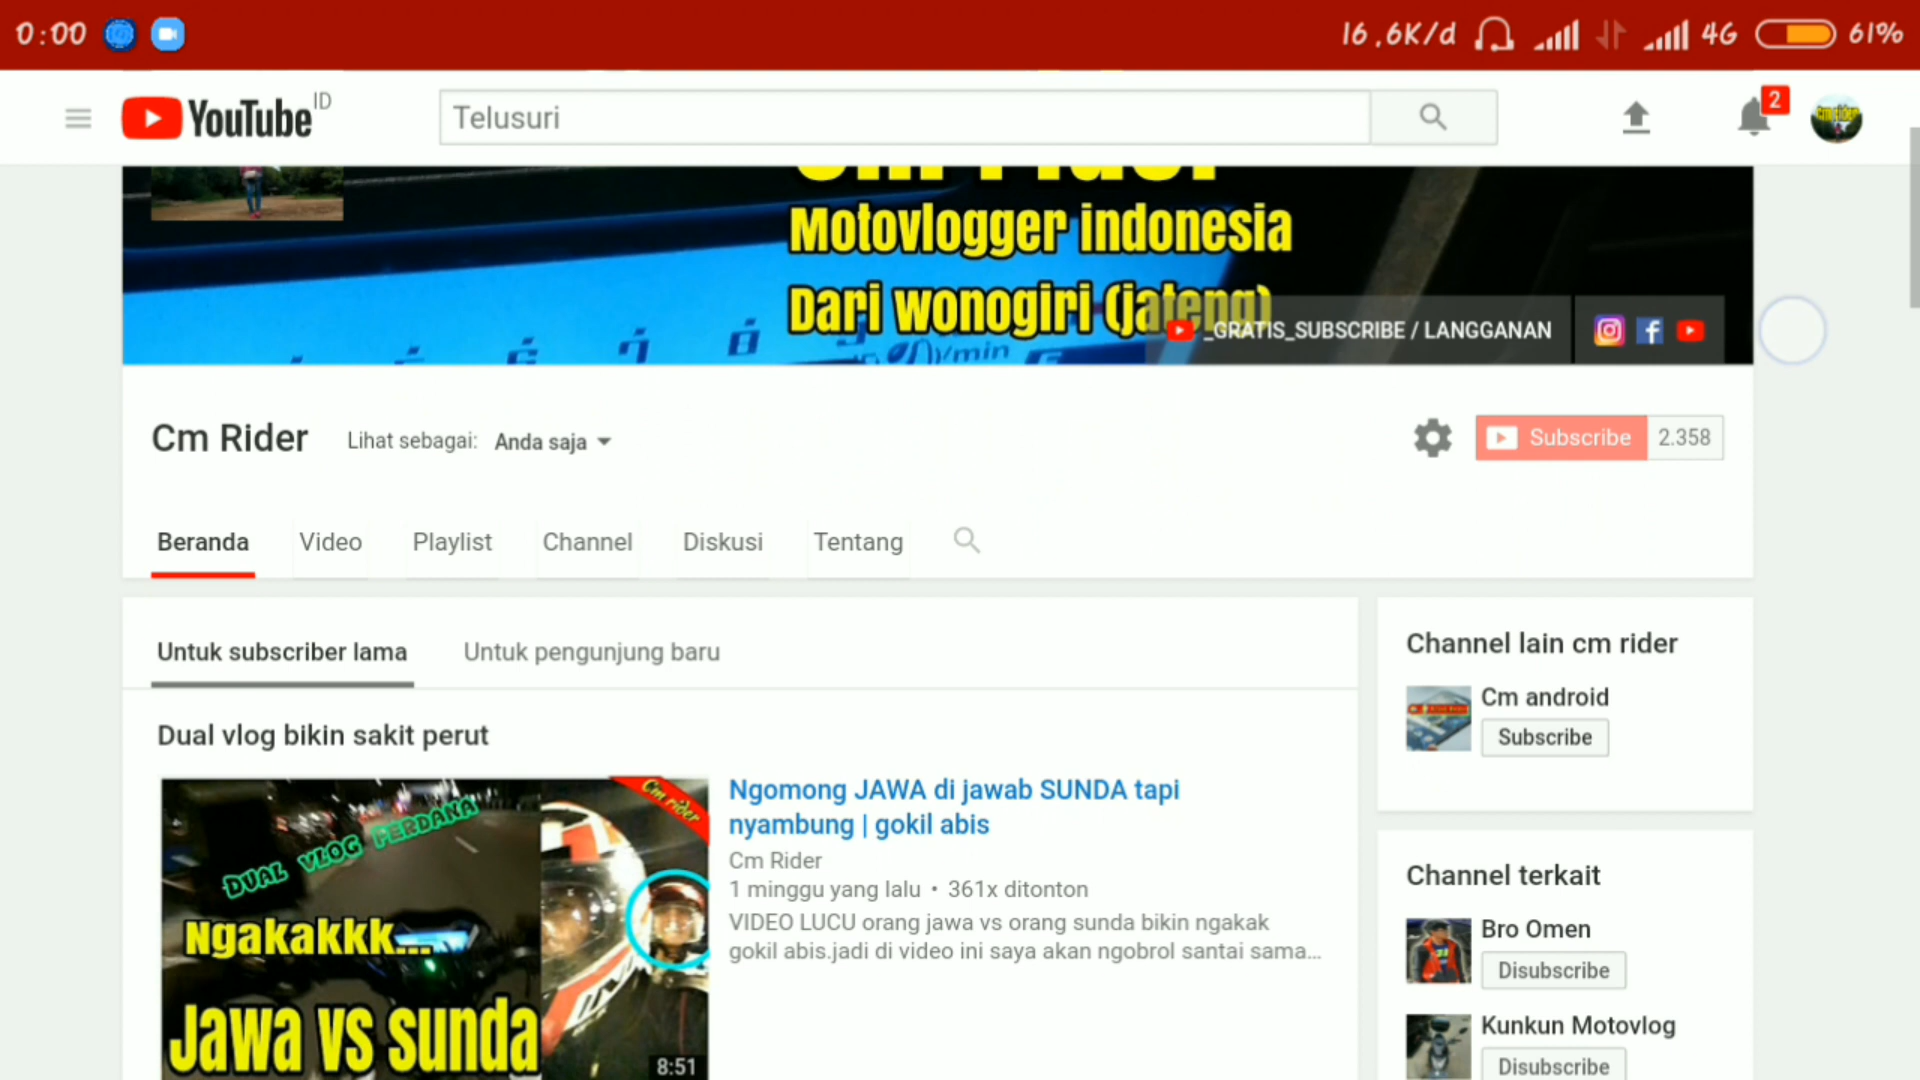 0:00
16,6K/d
4G
61%
YouTube ID
Telusuri
2
Cm Rider
Motovlogger indonesia
Dari wonogiri (jateng)
_GRATIS_SUBSCRIBE / LANGGANAN
Cm Rider
Lihat sebagai: Anda saja
Subscribe 2.358
Beranda Video Playlist Channel Diskusi Tentang
Untuk subscriber lama Untuk pengunjung baru
Dual vlog bikin sakit perut
DUAL VLOG PERDANA
Ngakakkk...
Jawa vs sunda
Cm rider
8:51
Ngomong JAWA di jawab SUNDA tapi
nyambung | gokil abis
Cm Rider
1 minggu yang lalu • 361x ditonton
VIDEO LUCU orang jawa vs orang sunda bikin ngakak
gokil abis.jadi di video ini saya akan ngobrol santai sama...
Channel lain cm rider
Cm android
Subscribe
Channel terkait
Bro Omen
Disubscribe
Kunkun Motovlog
Disubscribe